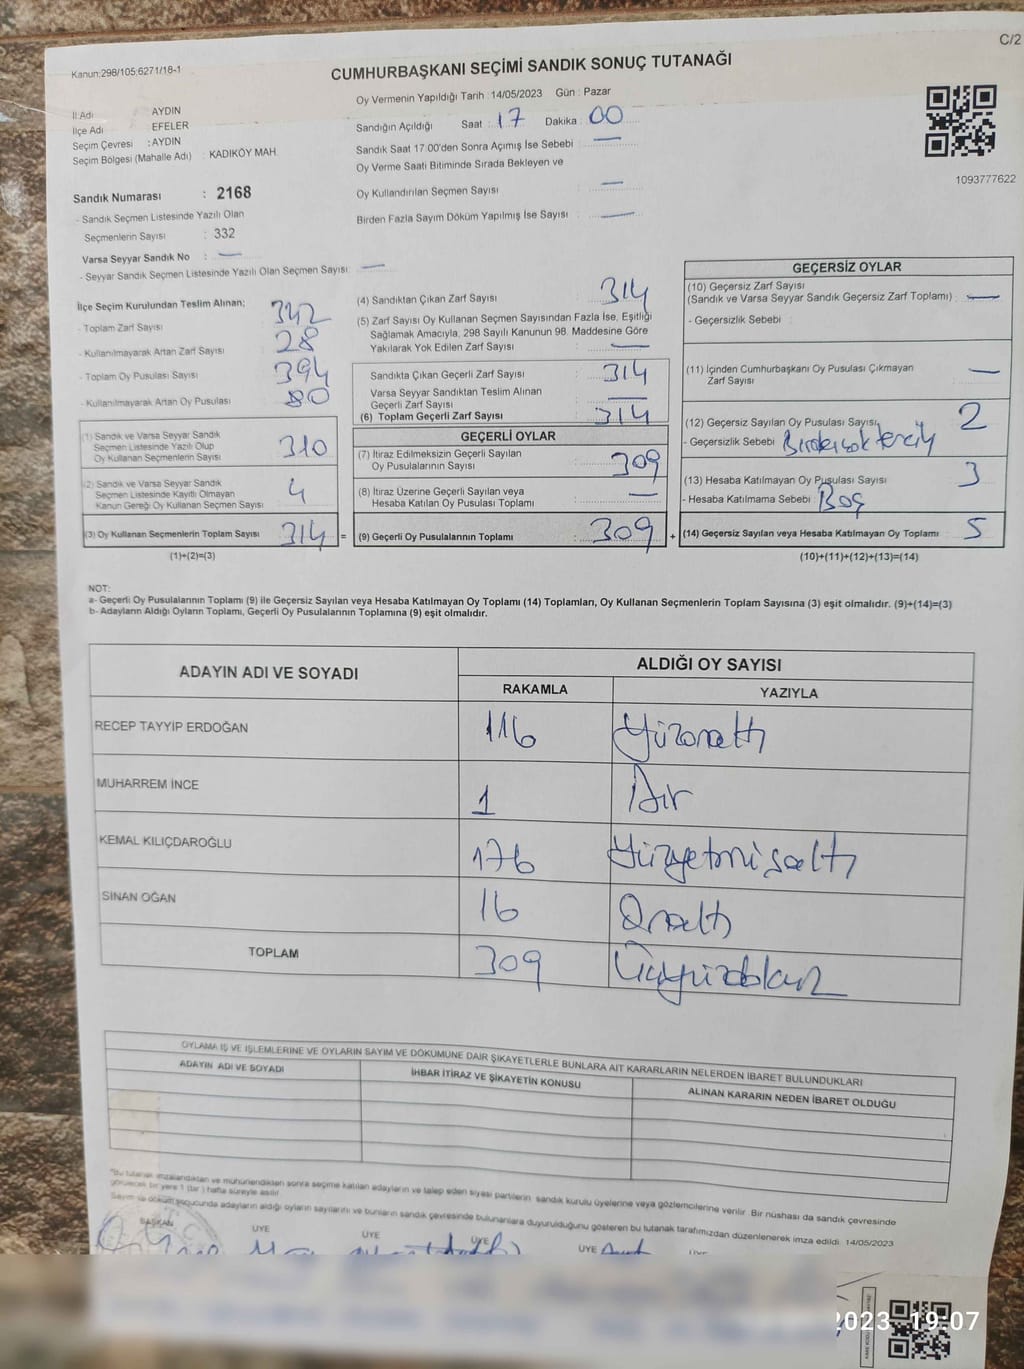 C/2
Kanun:298/105;6271/18-1
CUMHURBAŞKANI SEÇİMİ SANDIK SONUÇ TUTANAĞI
Oy Vermenin Yapıldığı Tarih :14/05/2023 Gün : Pazar
İl Adı AYDIN
İlçe Adı : EFELER
Seçim Çevresi :AYDIN
Seçim Bölgesi (Mahalle Adı) : KADIKÖY MAH.
Sandık Numarası : 2168
- Sandık Seçmen Listesinde Yazılı Olan
Seçmenlerin Sayısı : 332
Varsa Seyyar Sandık No : —
- Seyyar Sandık Seçmen Listesinde Yazılı Olan Seçmen Sayısı : —
Sandığın Açıldığı Saat : 17 Dakika : 00
Sandık Saat 17.00'den Sonra Açımış İse Sebebi : —
Oy Verme Saati Bitiminde Sırada Bekleyen ve
Oy Kullandırılan Seçmen Sayısı : —
Birden Fazla Sayım Döküm Yapılmış İse Sayısı : —
1093777622
İlçe Seçim Kurulundan Teslim Alınan;
- Toplam Zarf Sayısı : 342
- Kullanılmayarak Artan Zarf Sayısı : 28
- Toplam Oy Pusulası Sayısı : 394
- Kullanılmayarak Artan Oy Pusulası : 80
(1) Sandık ve Varsa Seyyar Sandık
Seçmen Listesinde Yazılı Olup
Oy Kullanan Seçmenlerin Sayısı : 310
(2) Sandık ve Varsa Seyyar Sandık
Seçmen Listesinde Kayıtlı Olmayan
Kanun Gereği Oy Kullanan Seçmen Sayısı : 4
(3) Oy Kullanan Seçmenlerin Toplam Sayısı : 314 =
(1)+(2)=(3)
(4) Sandıktan Çıkan Zarf Sayısı : 314
(5) Zarf Sayısı Oy Kullanan Seçmen Sayısından Fazla İse, Eşitliği
Sağlamak Amacıyla, 298 Sayılı Kanunun 98. Maddesine Göre
Yakılarak Yok Edilen Zarf Sayısı : —
Sandıkta Çıkan Geçerli Zarf Sayısı : 314
Varsa Seyyar Sandıktan Teslim Alınan
Geçerli Zarf Sayısı : —
(6) Toplam Geçerli Zarf Sayısı : 314
GEÇERLİ OYLAR
(7) İtiraz Edilmeksizin Geçerli Sayılan
Oy Pusulalarının Sayısı : 309
(8) İtiraz Üzerine Geçerli Sayılan veya
Hesaba Katılan Oy Pusulası Toplamı : —
(9) Geçerli Oy Pusulalarının Toplamı : 309 +
GEÇERSİZ OYLAR
(10) Geçersiz Zarf Sayısı
(Sandık ve Varsa Seyyar Sandık Geçersiz Zarf Toplamı) : —
- Geçersizlik Sebebi :
(11) İçinden Cumhurbaşkanı Oy Pusulası Çıkmayan
Zarf Sayısı : —
(12) Geçersiz Sayılan Oy Pusulası Sayısı : 2
- Geçersizlik Sebebi : Birden çok tercih
(13) Hesaba Katılmayan Oy Pusulası Sayısı : 3
- Hesaba Katılmama Sebebi : Boş
(14) Geçersiz Sayılan veya Hesaba Katılmayan Oy Toplamı : 5
(10)+(11)+(12)+(13)=(14)
NOT:
a- Geçerli Oy Pusulalarının Toplamı (9) ile Geçersiz Sayılan veya Hesaba Katılmayan Oy Toplamı (14) Toplamları, Oy Kullanan Seçmenlerin Toplam Sayısına (3) eşit olmalıdır. (9)+(14)=(3)
b- Adayların Aldığı Oyların Toplamı, Geçerli Oy Pusulalarının Toplamına (9) eşit olmalıdır.
ADAYIN ADI VE SOYADI ALDIĞI OY SAYISI
RAKAMLA YAZIYLA
RECEP TAYYİP ERDOĞAN 116 Yüzonaltı
MUHARREM İNCE 1 Bir
KEMAL KILIÇDAROĞLU 176 Yüzyetmişaltı
SİNAN OĞAN 16 Onaltı
TOPLAM 309 Üçyüzdokuz
OYLAMA İŞ VE İŞLEMLERİNE VE OYLARIN SAYIM VE DÖKÜMÜNE DAİR ŞİKAYETLERLE BUNLARA AİT KARARLARIN NELERDEN İBARET BULUNDUKLARI
ADAYIN ADI VE SOYADI İHBAR İTİRAZ VE ŞİKAYETİN KONUSU ALINAN KARARIN NEDEN İBARET OLDUĞU
*Bu tutanak imzalandıktan ve mühürlendikten sonra seçime katılan adayların ve talep eden siyasi partilerin sandık kurulu üyelerine veya gözlemcilerine verilir. Bir nüshası da sandık çevresinde
görülecek bir yere 1 (bir) hafta süreyle asılır.
Sayım ve döküm sonucunda adayların aldığı oyların sayılarını ve bunların sandık çevresinde bulunanlara duyurulduğunu gösteren bu tutanak tarafımızdan düzenlenerek imza edildi. 14/05/2023
BAŞKAN ÜYE ÜYE ÜYE ÜYE
2023 19:07